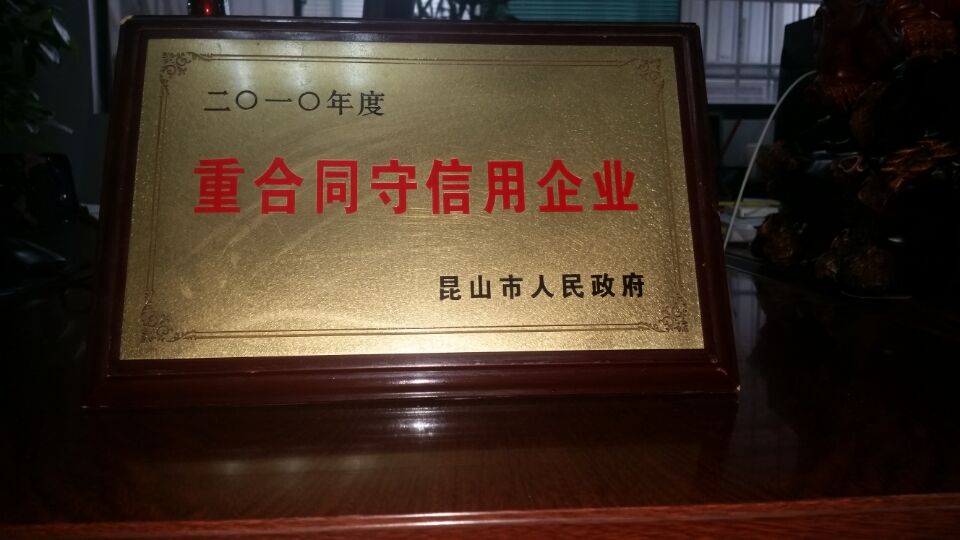 二〇一〇年度
重合同守信用企业
昆山市人民政府